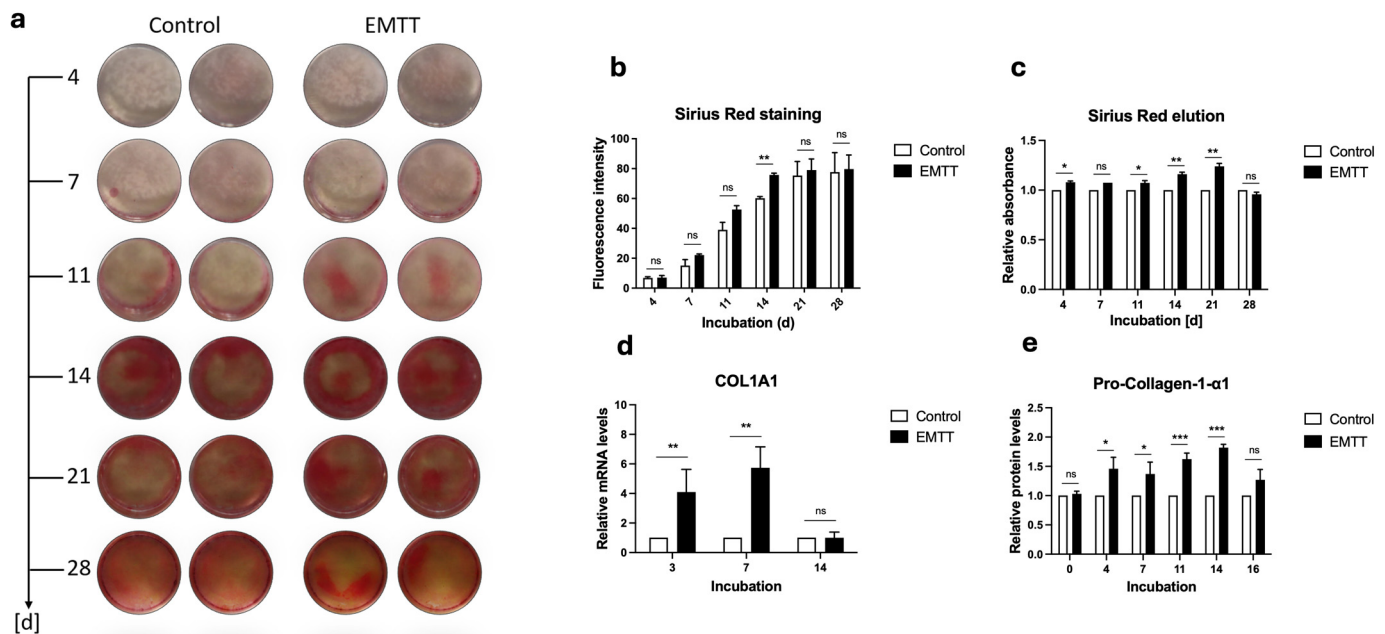 a
Control
EMTT
4
7
11
14
21
28
[d]
b
Sirius Red staining
Fluorescence intensity
100
80
60
40
20
0
ns
ns
ns
**
ns
ns
4
7
11
14
21
28
Incubation (d)
Control
EMTT
c
Sirius Red elution
Relative absorbance
1.5
1.0
0.5
0.0
*
ns
*
**
**
ns
4
7
11
14
21
28
Incubation [d]
Control
EMTT
d
COL1A1
Relative mRNA levels
10
8
6
4
2
0
**
**
ns
3
7
14
Incubation
Control
EMTT
e
Pro-Collagen-1-α1
Relative protein levels
2.5
2.0
1.5
1.0
0.5
0.0
ns
*
*
***
***
ns
0
4
7
11
14
16
Incubation
Control
EMTT